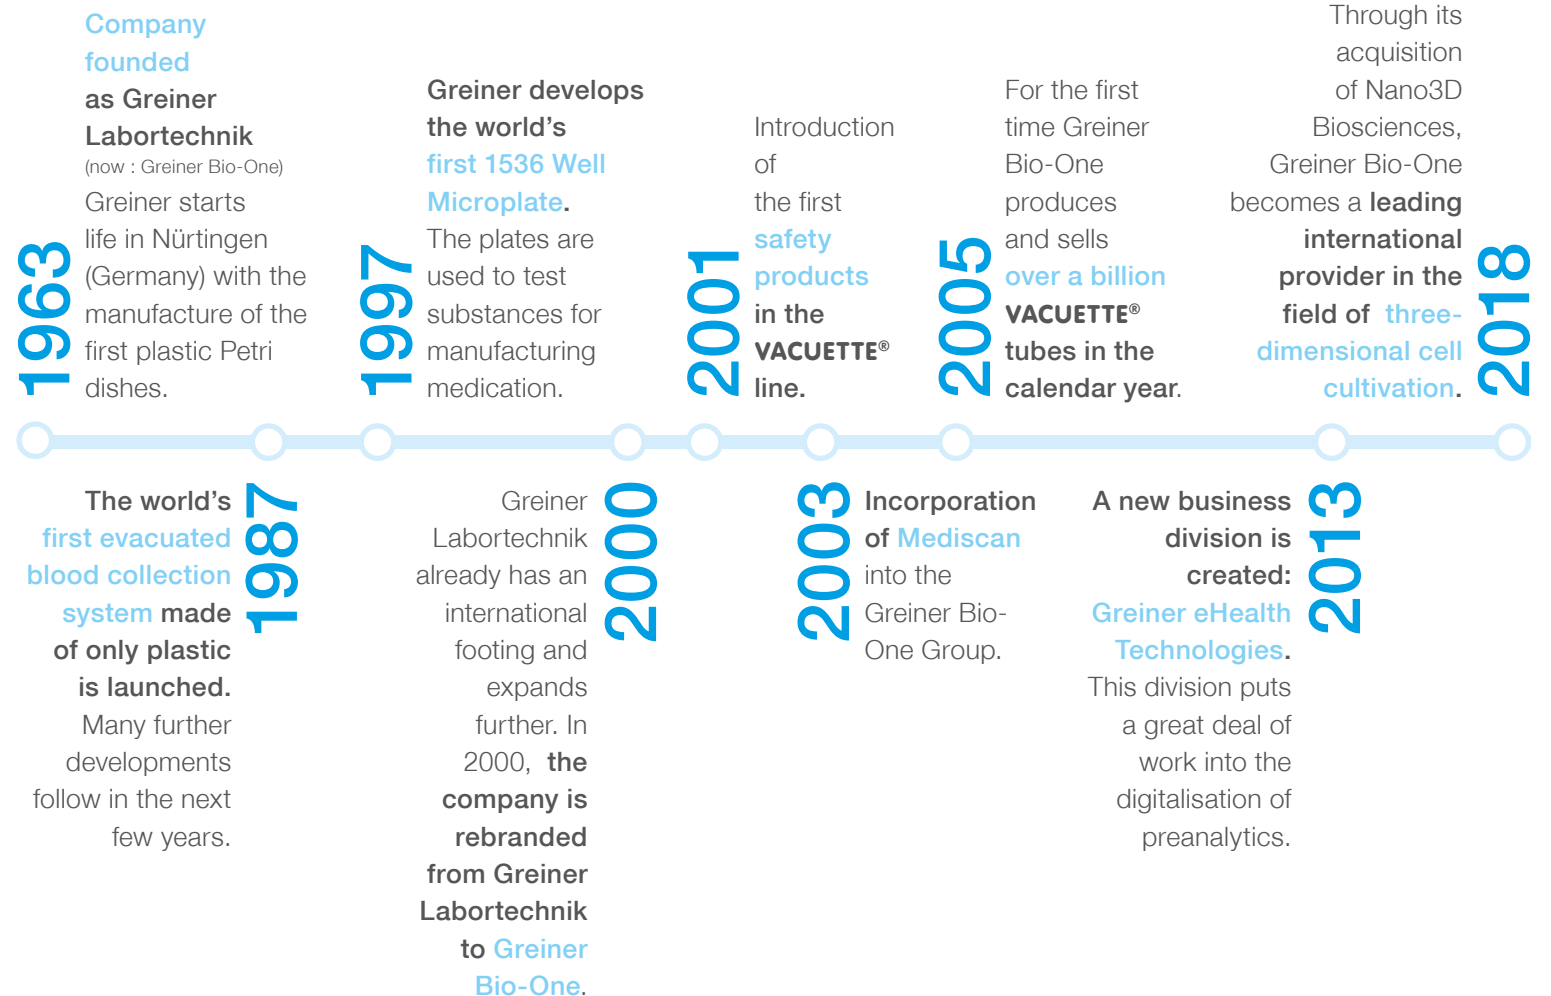 Company
founded
as Greiner
Labortechnik
(now : Greiner Bio-One)
Greiner starts
life in Nürtingen
(Germany) with the
manufacture of the
first plastic Petri
dishes.
1963
The world’s
first evacuated
blood collection
system made
of only plastic
is launched.
Many further
developments
follow in the next
few years.
1987
Greiner develops
the world’s
first 1536 Well
Microplate.
The plates are
used to test
substances for
manufacturing
medication.
1997
Greiner
Labortechnik
already has an
international
footing and
expands
further. In
2000, the
company is
rebranded
from Greiner
Labortechnik
to Greiner
Bio-One.
2000
Introduction
of
the first
safety
products
in the
VACUETTE®
line.
2001
Incorporation
of Mediscan
into the
Greiner Bio-
One Group.
2003
For the first
time Greiner
Bio-One
produces
and sells
over a billion
VACUETTE®
tubes in the
calendar year.
2005
A new business
division is
created:
Greiner eHealth
Technologies.
This division puts
a great deal of
work into the
digitalisation of
preanalytics.
2013
Through its
acquisition
of Nano3D
Biosciences,
Greiner Bio-One
becomes a leading
international
provider in the
field of three-
dimensional cell
cultivation.
2018